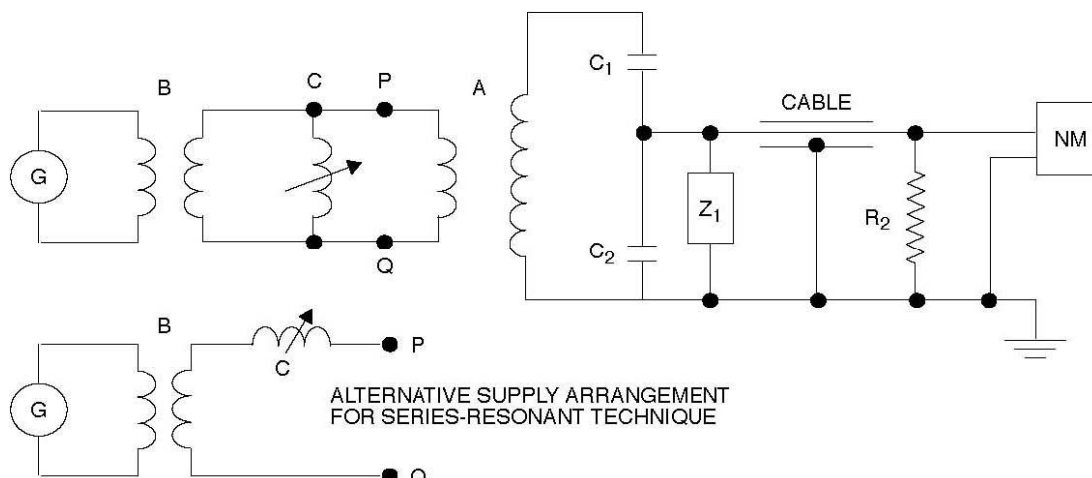 B
C
P
A
G
Q
C1
C2
Z1
CABLE
R2
NM
B
G
C
P
ALTERNATIVE SUPPLY ARRANGEMENT
FOR SERIES-RESONANT TECHNIQUE